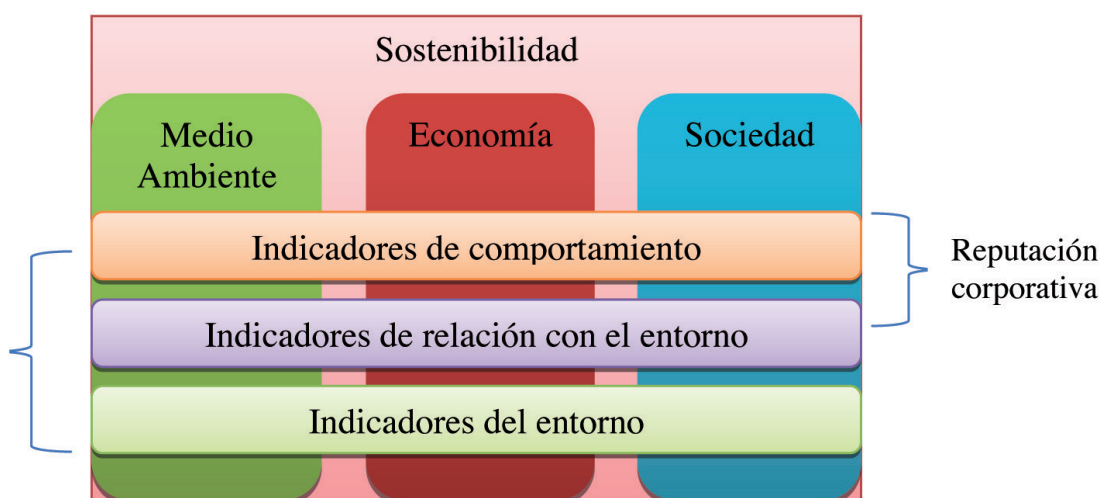 Sostenibilidad
Medio
Ambiente
Economía
Sociedad
Indicadores de comportamiento
Indicadores de relación con el entorno
Indicadores del entorno
Reputación
corporativa